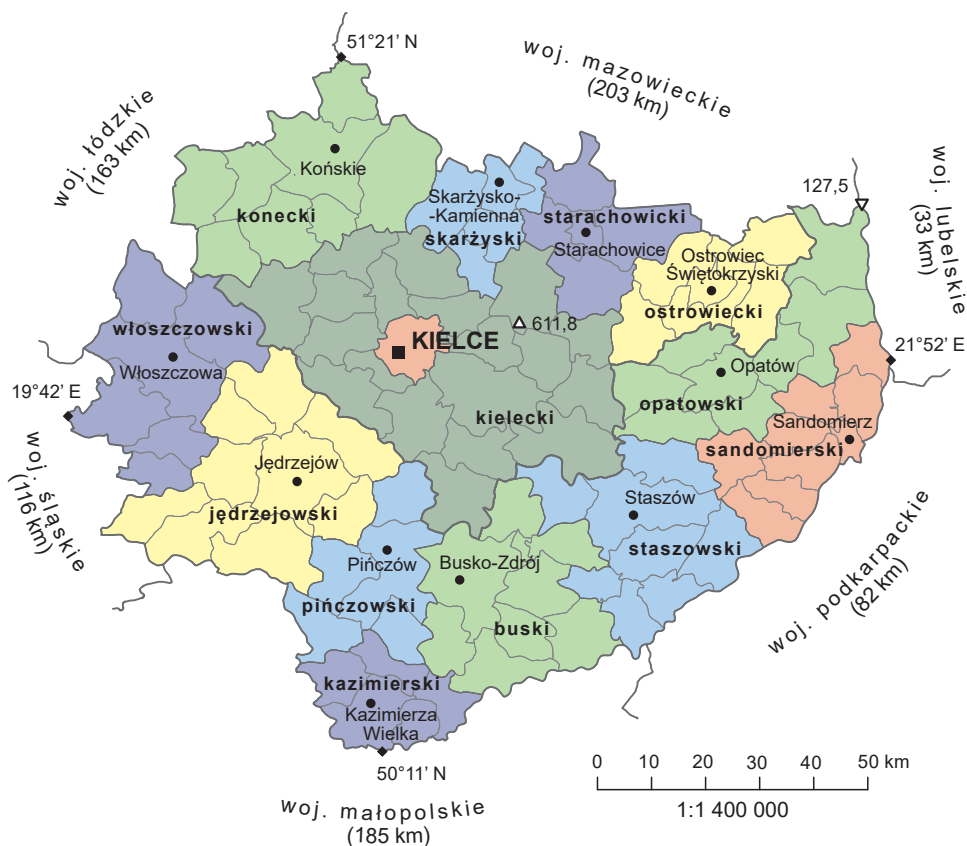 51°21' N
woj. mazowieckie
(203 km)
woj. łódzkie
(163 km)
woj. lubelskie
(33 km)
127,5
Końskie
konecki
Skarżysko-
-Kamienna
skarżyski
starachowicki
Starachowice
Ostrowiec
Świętokrzyski
ostrowiecki
611,8
KIELCE
włoszczowski
Włoszczowa
21°52' E
19°42' E
Opatów
opatowski
kielecki
Sandomierz
sandomierski
woj. śląskie
(116 km)
Jędrzejów
jędrzejowski
Staszów
staszowski
Pińczów
pińczowski
Busko-Zdrój
buski
woj. podkarpackie
(82 km)
kazimierski
Kazimierza
Wielka
50°11' N
woj. małopolskie
(185 km)
0 10 20 30 40 50 km
1:1 400 000